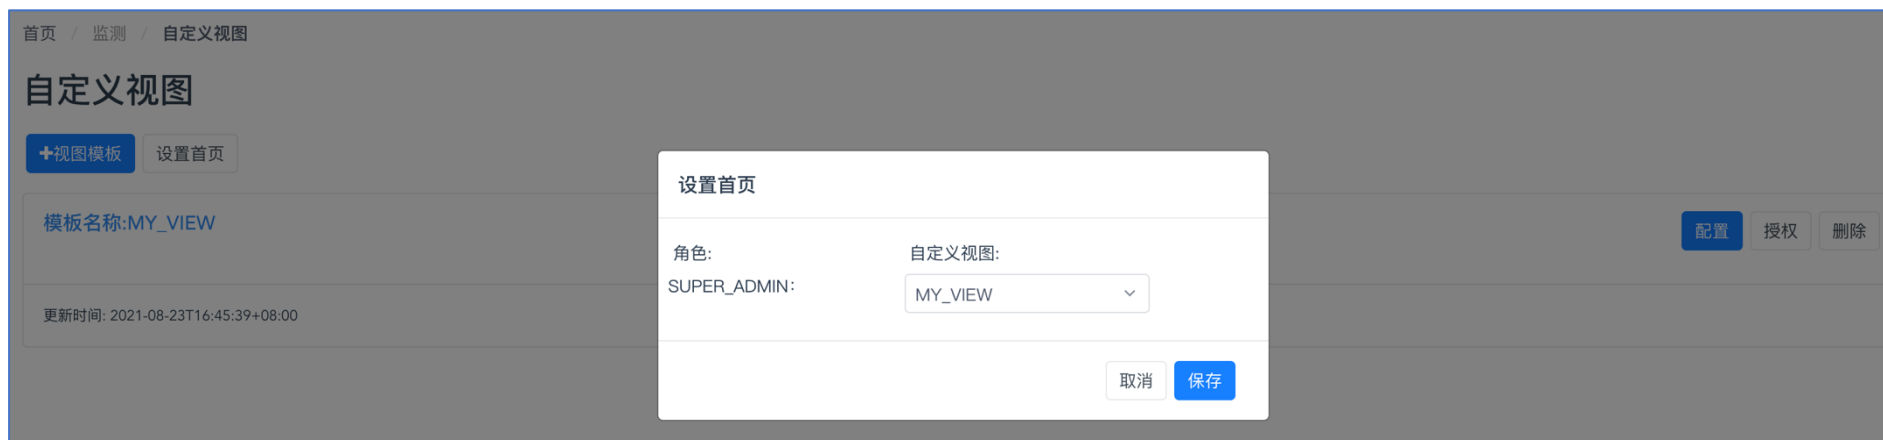 首页 / 监测 / 自定义视图
自定义视图
+视图模板 设置首页
模板名称:MY_VIEW
配置 授权 删除
更新时间: 2021-08-23T16:45:39+08:00
设置首页
角色: 自定义视图:
SUPER_ADMIN: MY_VIEW
取消 保存